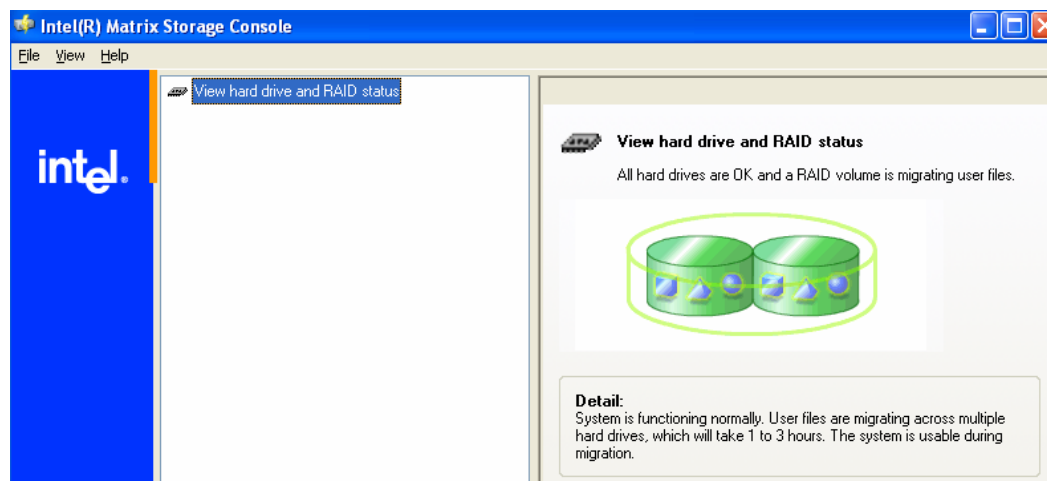 Intel(R) Matrix Storage Console
File View Help
View hard drive and RAID status
intel.
View hard drive and RAID status
All hard drives are OK and a RAID volume is migrating user files.
Detail:
System is functioning normally. User files are migrating across multiple
hard drives, which will take 1 to 3 hours. The system is usable during
migration.